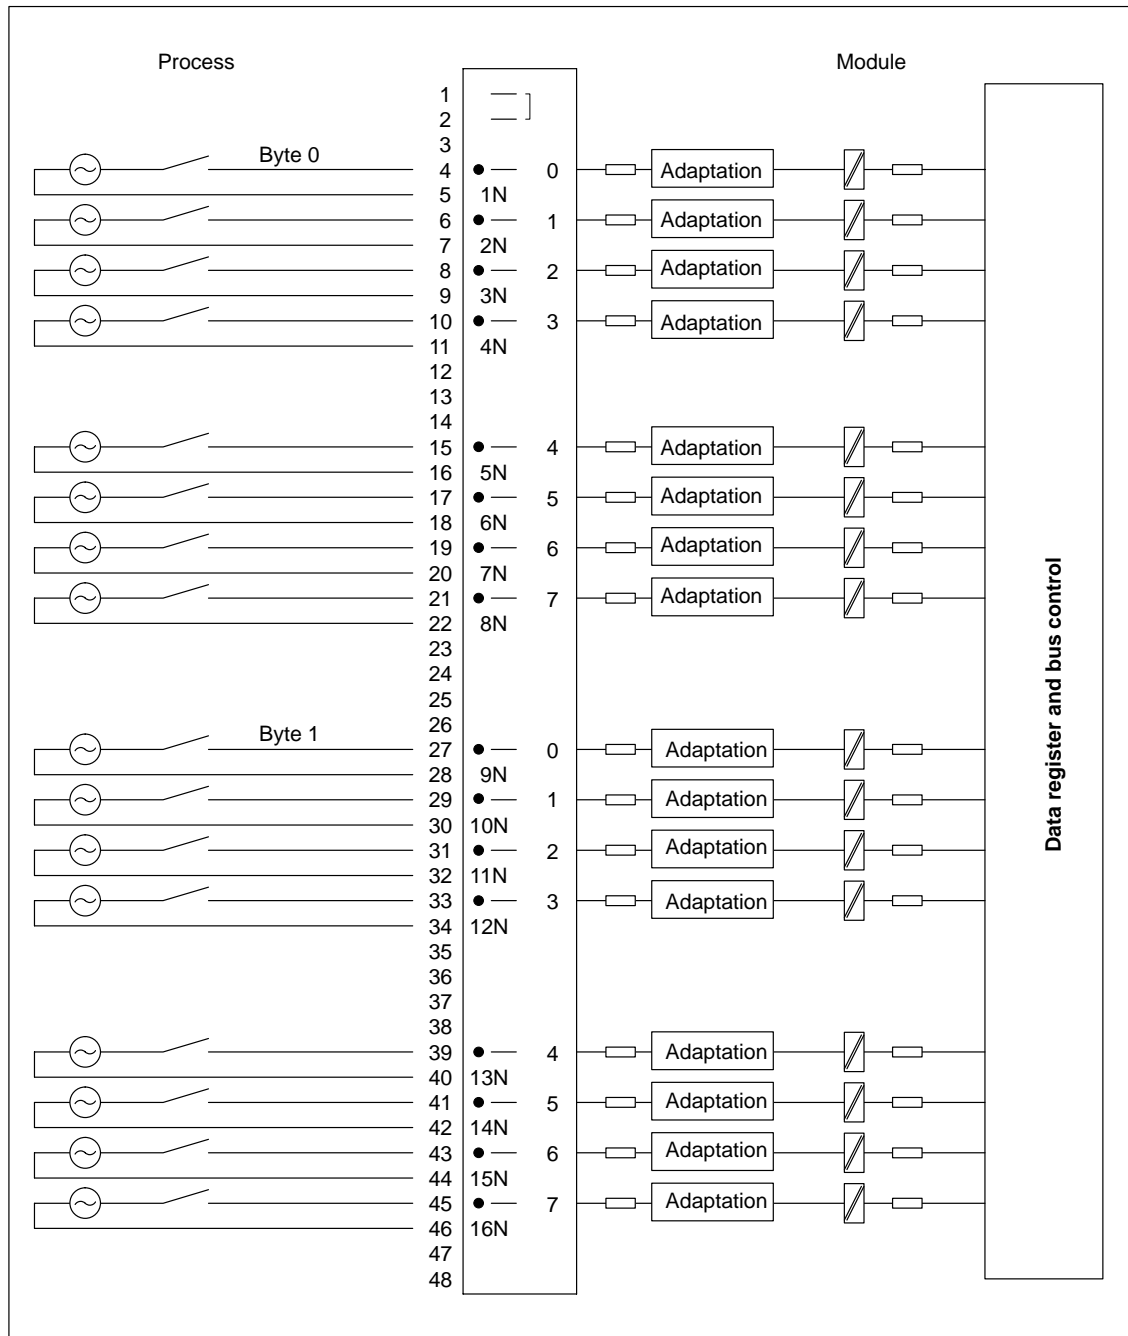 Process Module
1
2
3
Byte 0
4 0 Adaptation
5 1N
6 1 Adaptation
7 2N
8 2 Adaptation
9 3N
10 3 Adaptation
11 4N
12
13
14
15 4 Adaptation
16 5N
17 5 Adaptation
18 6N
19 6 Adaptation
20 7N
21 7 Adaptation
22 8N
23
24
25
26
Byte 1
27 0 Adaptation
28 9N
29 1 Adaptation
30 10N
31 2 Adaptation
32 11N
33 3 Adaptation
34 12N
35
36
37
38
39 4 Adaptation
40 13N
41 5 Adaptation
42 14N
43 6 Adaptation
44 15N
45 7 Adaptation
46 16N
47
48
Data register and bus control